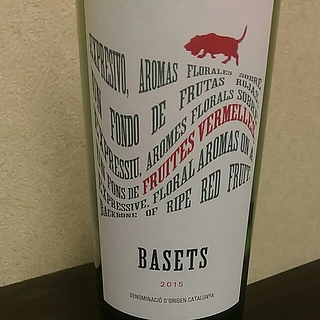 EXPRESIVO, AROMAS FLORALES SOBRE
UN FONDO DE FRUTAS ROJAS
EXPRESSIU, AROMES FLORALS SOBRE
UN FONS DE FRUITES VERMELLES
EXPRESSIVE, FLORAL AROMAS ON A
BACKBONE OF RIPE RED FRUIT
BASETS
2015
DENOMINACIÓ D'ORIGEN CATALUNYA